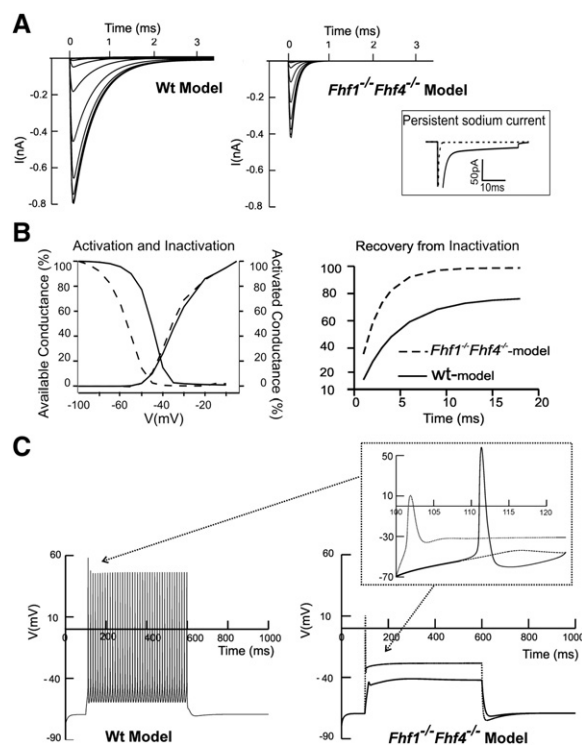 A
Time (ms)
0 1 2 3
0
-0.2
-0.4
-0.6
-0.8
I(nA)
Wt Model
Time (ms)
0 1 2 3
0
-0.2
-0.4
-0.6
-0.8
I(nA)
Fhf1-/-Fhf4-/- Model
Persistent sodium current
50pA
10ms
B
Activation and Inactivation
Available Conductance (%)
100
80
60
40
20
0
Activated Conductance (%)
100
80
60
40
20
0
-100 -80 -60 -40 -20
V(mV)
Recovery from Inactivation
100
80
60
40
20
10
0 5 10 15 20
Time (ms)
Fhf1-/-Fhf4-/--model
wt-model
C
50
10
-30
-70
100 105 110 115 120
V(mV)
60
10
-40
-90
0 200 400 600 1000
Time (ms)
Wt Model
V(mV)
60
10
-40
-90
0 200 400 600 1000
Time (ms)
Fhf1-/-Fhf4-/- Model